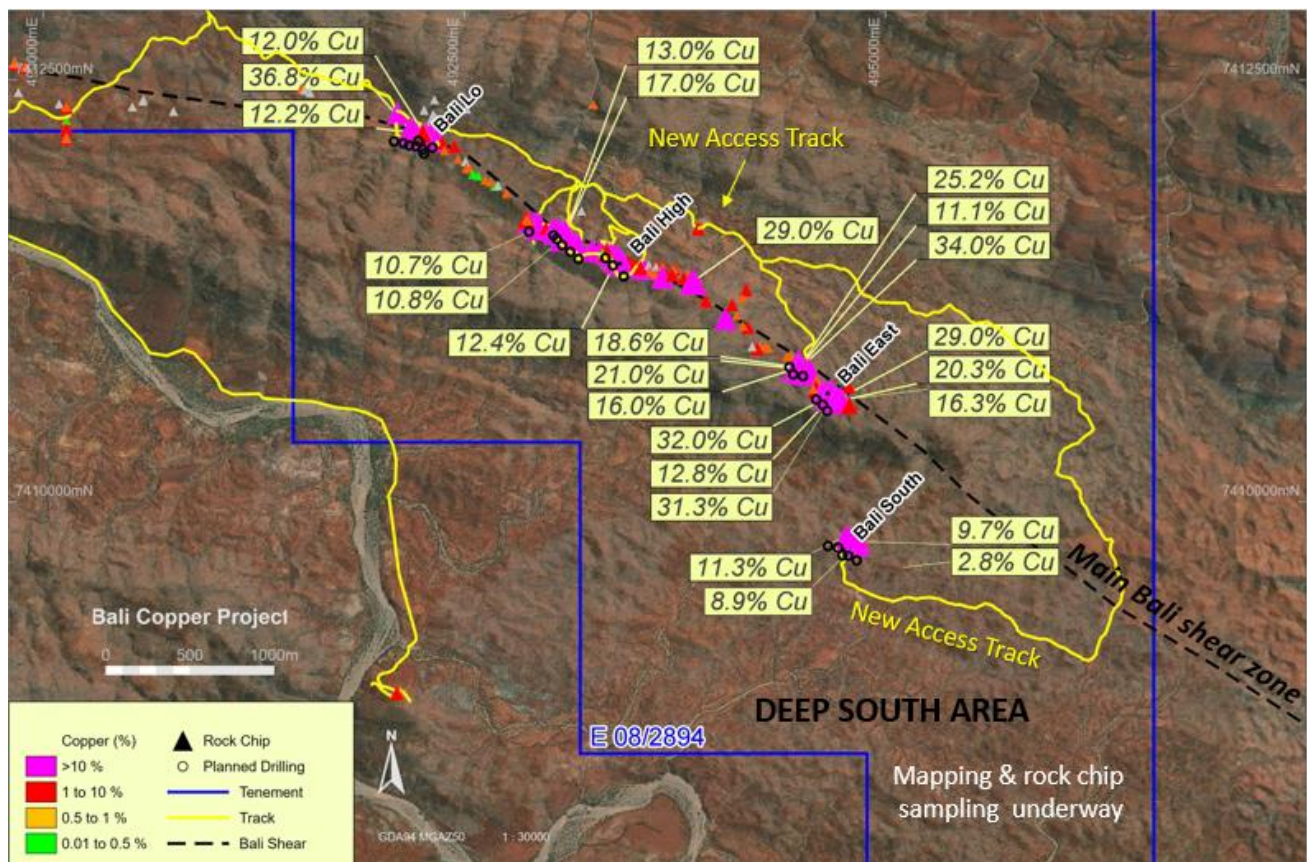 490000mE
492500mE
495000mE
7412500mN
7412500mN
12.0% Cu
36.8% Cu
12.2% Cu
Bali Lo
13.0% Cu
17.0% Cu
New Access Track
25.2% Cu
11.1% Cu
34.0% Cu
Bali High
29.0% Cu
10.7% Cu
10.8% Cu
12.4% Cu
18.6% Cu
21.0% Cu
16.0% Cu
Bali East
29.0% Cu
20.3% Cu
16.3% Cu
32.0% Cu
12.8% Cu
31.3% Cu
7410000mN
7410000mN
Bali South
9.7% Cu
2.8% Cu
11.3% Cu
8.9% Cu
New Access Track
Main Bali shear zone
Bali Copper Project
0 500 1000m
DEEP SOUTH AREA
E 08/2894
Mapping & rock chip
sampling underway
Copper (%)
>10 %
1 to 10 %
0.5 to 1 %
0.01 to 0.5 %
Rock Chip
Planned Drilling
Tenement
Track
Bali Shear
N
GDA94 MGAZ50
1 : 30000